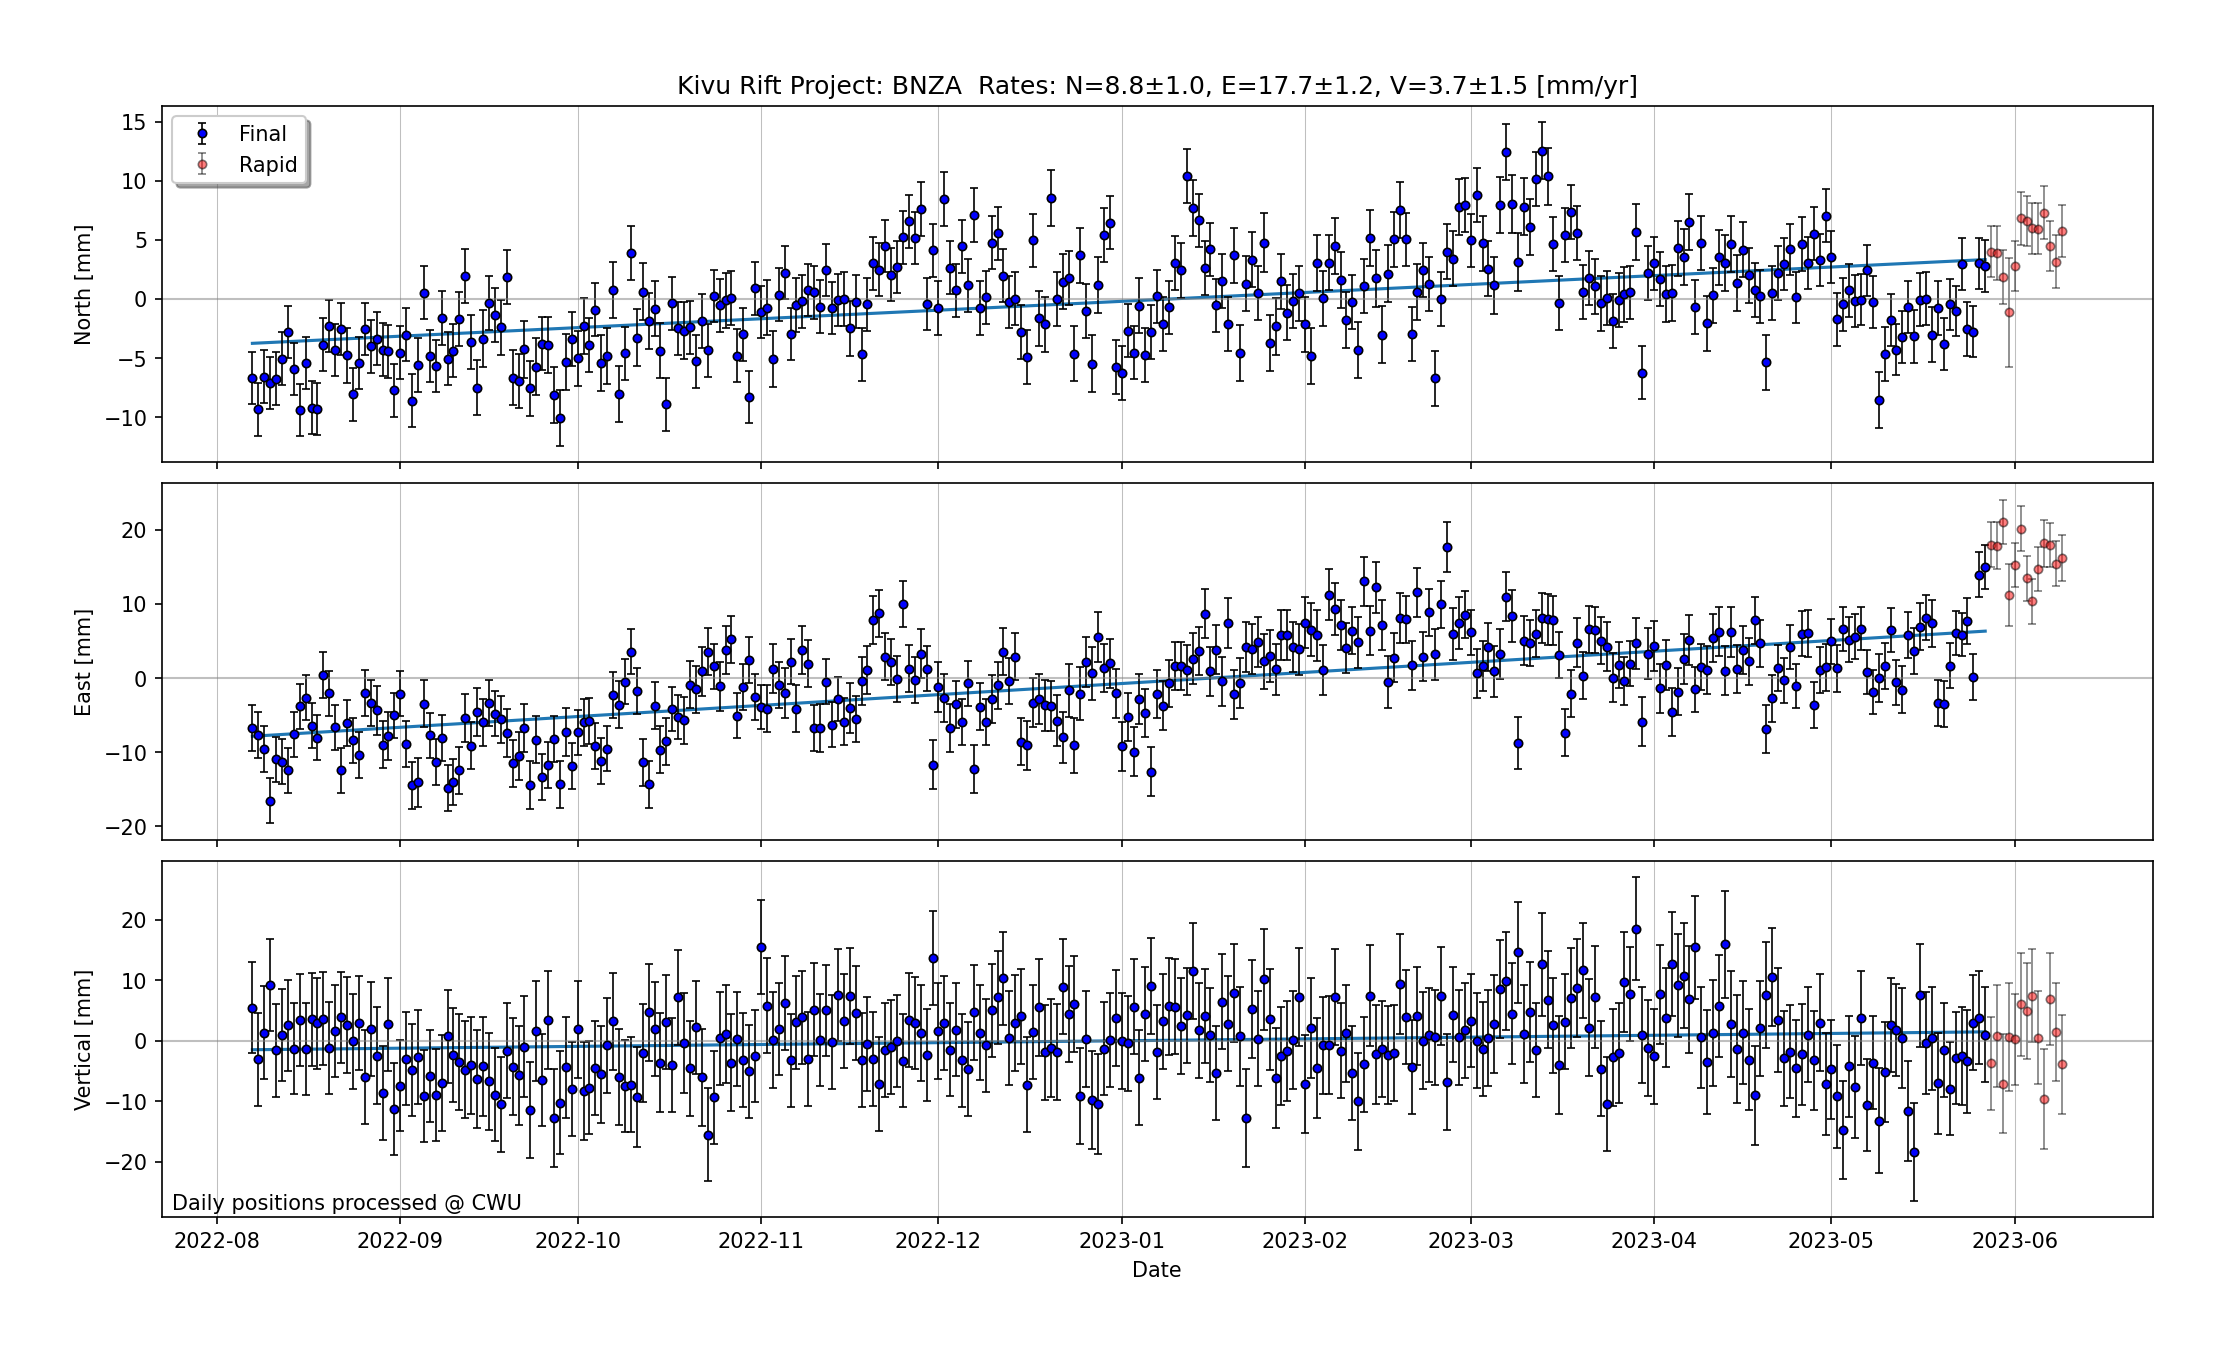 Kivu Rift Project: BNZA  Rates: N=8.8±1.0, E=17.7±1.2, V=3.7±1.5 [mm/yr]
Final
Rapid
North [mm]
15
10
5
0
−5
−10
East [mm]
20
10
0
−10
−20
Vertical [mm]
20
10
0
−10
−20
Daily positions processed @ CWU
2022-08 2022-09 2022-10 2022-11 2022-12 2023-01 2023-02 2023-03 2023-04 2023-05 2023-06
Date